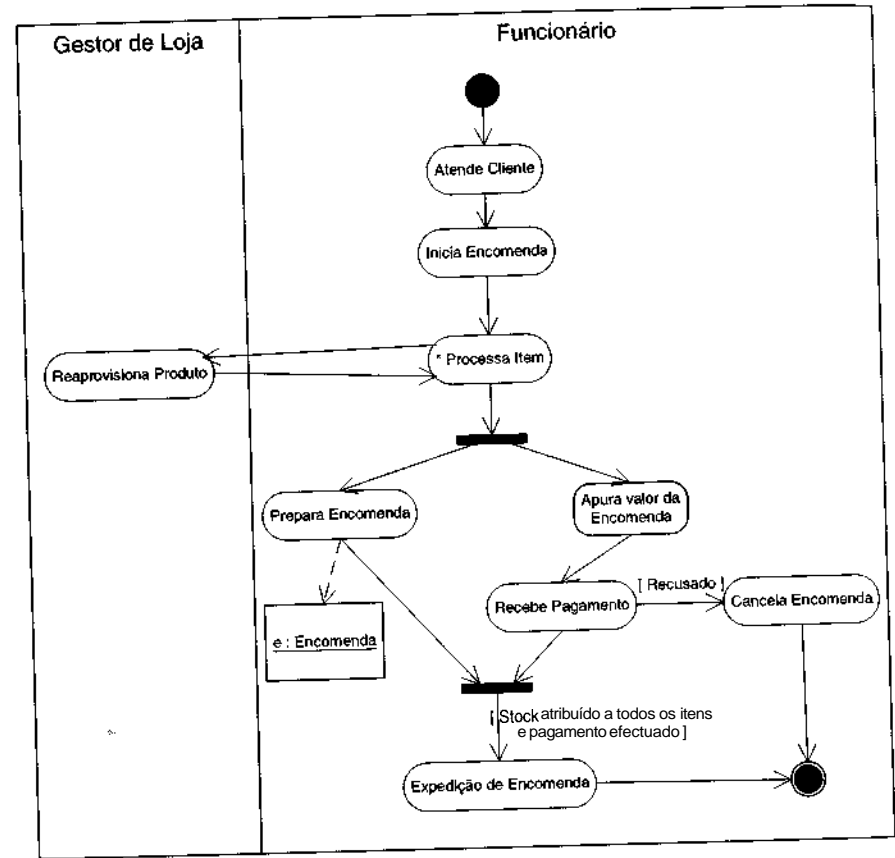 Gestor de Loja
Funcionário
Atende Cliente
Inicia Encomenda
* Processa Item
Reaprovisiona Produto
Prepara Encomenda
Apura valor da
Encomenda
e : Encomenda
Recebe Pagamento
[ Recusado ]
Cancela Encomenda
[ Stock atribuído a todos os itens
e pagamento efectuado ]
Expedição de Encomenda